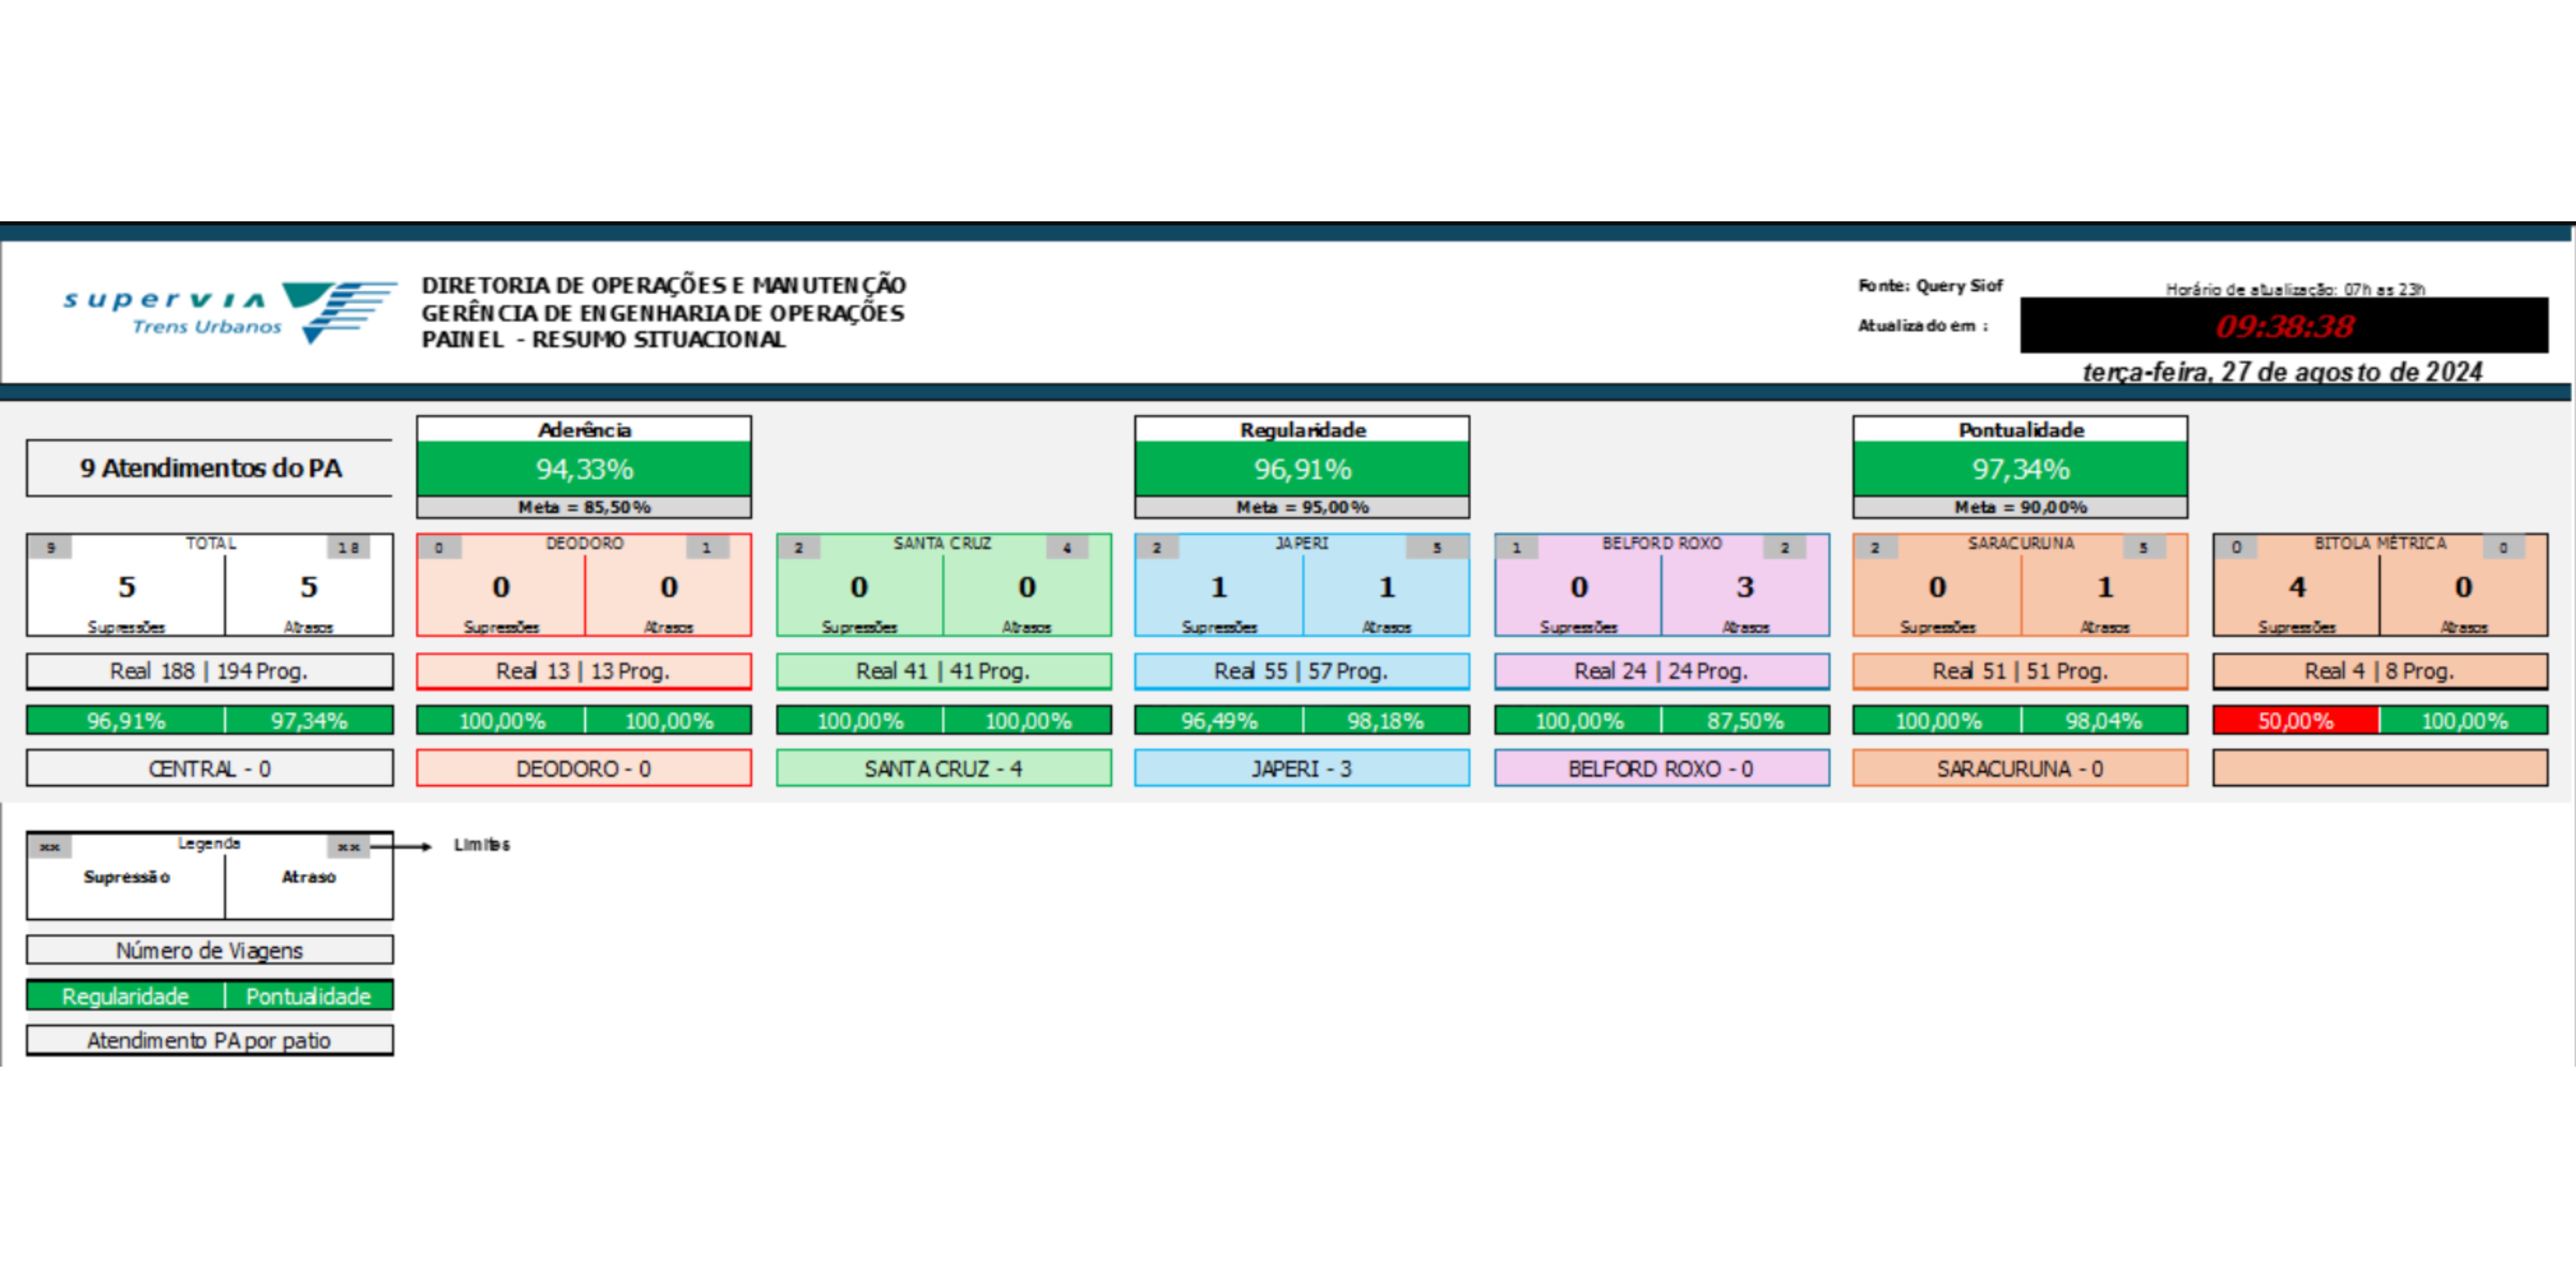 supervia
Trens Urbanos
DIRETORIA DE OPERAÇÕES E MANUTENÇÃO
GERÊNCIA DE ENGENHARIA DE OPERAÇÕES
PAINEL - RESUMO SITUACIONAL
Fonte: Query Siof
Horário de atualização: 07h as 23h
Atualizado em :
09:38:38
terça-feira, 27 de agosto de 2024
9 Atendimentos do PA
Aderência
94,33%
Meta = 85,50%
Regularidade
96,91%
Meta = 95,00%
Pontualidade
97,34%
Meta = 90,00%
9 TOTAL 18
5 5
Supressões Atrasos
Real 188 | 194 Prog.
96,91% 97,34%
CENTRAL - 0
0 DEODORO 1
0 0
Supressões Atrasos
Real 13 | 13 Prog.
100,00% 100,00%
DEODORO - 0
2 SANTA CRUZ 4
0 0
Supressões Atrasos
Real 41 | 41 Prog.
100,00% 100,00%
SANTA CRUZ - 4
2 JAPERI 5
1 1
Supressões Atrasos
Real 55 | 57 Prog.
96,49% 98,18%
JAPERI - 3
1 BELFORD ROXO 2
0 3
Supressões Atrasos
Real 24 | 24 Prog.
100,00% 87,50%
BELFORD ROXO - 0
2 SARACURUNA 5
0 1
Supressões Atrasos
Real 51 | 51 Prog.
100,00% 98,04%
SARACURUNA - 0
0 BITOLA MÉTRICA 0
4 0
Supressões Atrasos
Real 4 | 8 Prog.
50,00% 100,00%
xx Legenda xx Limites
Supressão Atraso
Número de Viagens
Regularidade Pontualidade
Atendimento PA por patio